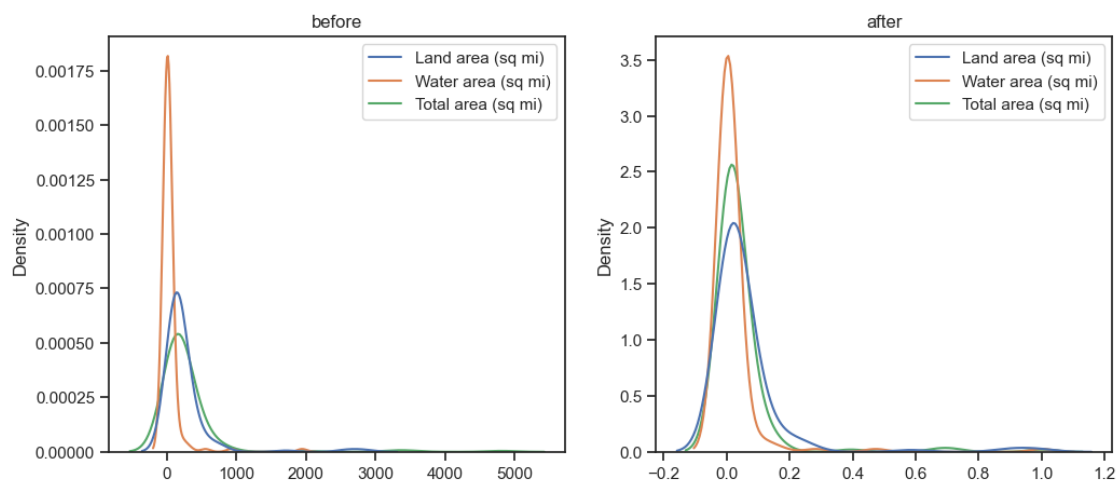 before
Land area (sq mi)
Water area (sq mi)
Total area (sq mi)
Density
0.00175
0.00150
0.00125
0.00100
0.00075
0.00050
0.00025
0.00000
0 1000 2000 3000 4000 5000
after
Land area (sq mi)
Water area (sq mi)
Total area (sq mi)
Density
3.5
3.0
2.5
2.0
1.5
1.0
0.5
0.0
−0.2 0.0 0.2 0.4 0.6 0.8 1.0 1.2